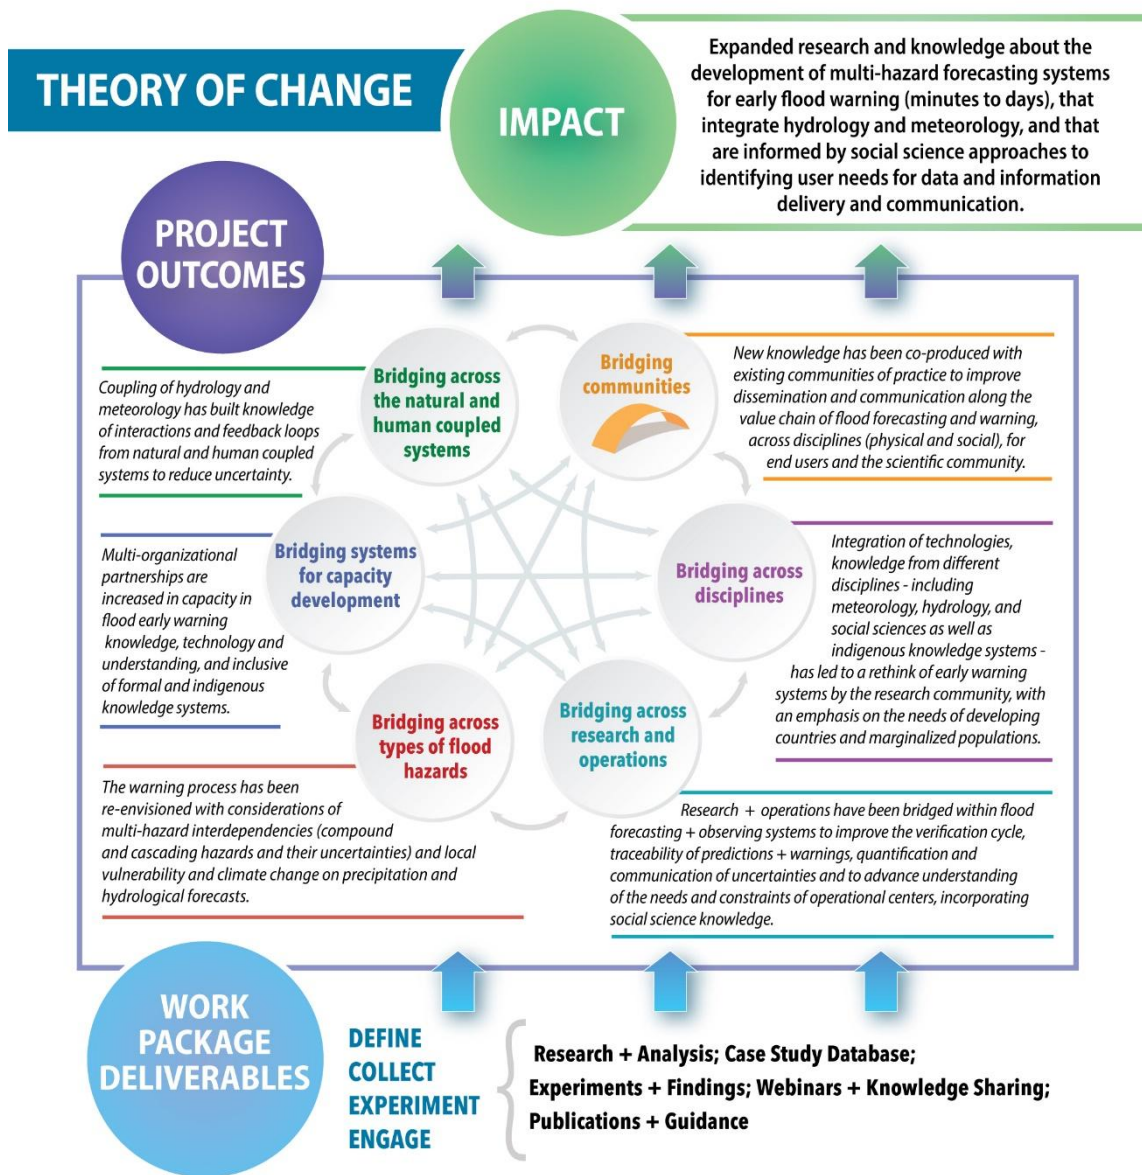 THEORY OF CHANGE
IMPACT
Expanded research and knowledge about the
development of multi-hazard forecasting systems
for early flood warning (minutes to days), that
integrate hydrology and meteorology, and that
are informed by social science approaches to
identifying user needs for data and information
delivery and communication.
PROJECT
OUTCOMES
Bridging across
the natural and
human coupled
systems
Coupling of hydrology and
meteorology has built knowledge
of interactions and feedback loops
from natural and human coupled
systems to reduce uncertainty.
Bridging
communities
New knowledge has been co-produced with
existing communities of practice to improve
dissemination and communication along the
value chain of flood forecasting and warning,
across disciplines (physical and social), for
end users and the scientific community.
Bridging systems
for capacity
development
Multi-organizational
partnerships are
increased in capacity in
flood early warning
knowledge, technology and
understanding, and inclusive
of formal and indigenous
knowledge systems.
Bridging across
disciplines
Integration of technologies,
knowledge from different
disciplines - including
meteorology, hydrology, and
social sciences as well as
indigenous knowledge systems -
has led to a rethink of early warning
systems by the research community, with
an emphasis on the needs of developing
countries and marginalized populations.
Bridging across
types of flood
hazards
The warning process has been
re-envisioned with considerations of
multi-hazard interdependencies (compound
and cascading hazards and their uncertainties) and local
vulnerability and climate change on precipitation and
hydrological forecasts.
Bridging across
research and
operations
Research + operations have been bridged within flood
forecasting + observing systems to improve the verification cycle,
traceability of predictions + warnings, quantification and
communication of uncertainties and to advance understanding
of the needs and constraints of operational centers, incorporating
social science knowledge.
WORK
PACKAGE
DELIVERABLES
DEFINE
COLLECT
EXPERIMENT
ENGAGE
Research + Analysis; Case Study Database;
Experiments + Findings; Webinars + Knowledge Sharing;
Publications + Guidance